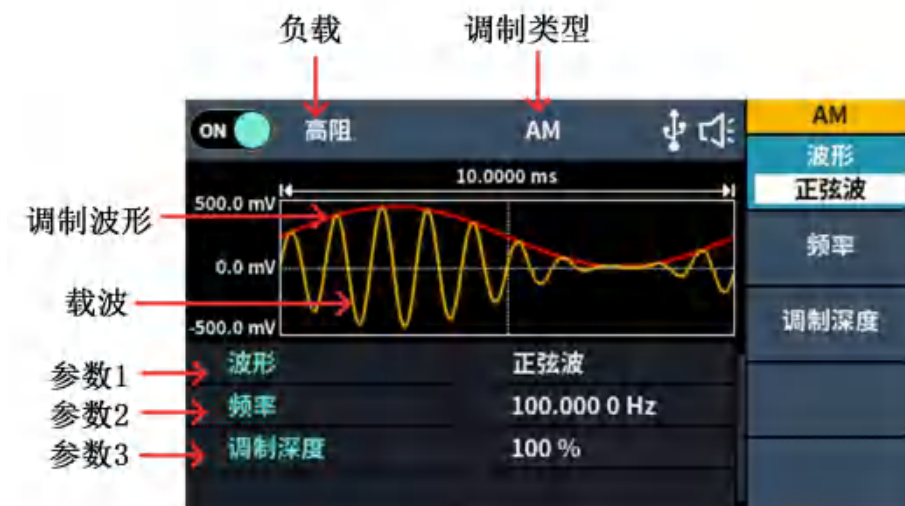 负载
调制类型
ON
高阻
AM
AM
波形
正弦波
频率
调制深度
10.0000 ms
500.0 mV
0.0 mV
-500.0 mV
调制波形
载波
参数1
波形
正弦波
参数2
频率
100.000 0 Hz
参数3
调制深度
100 %